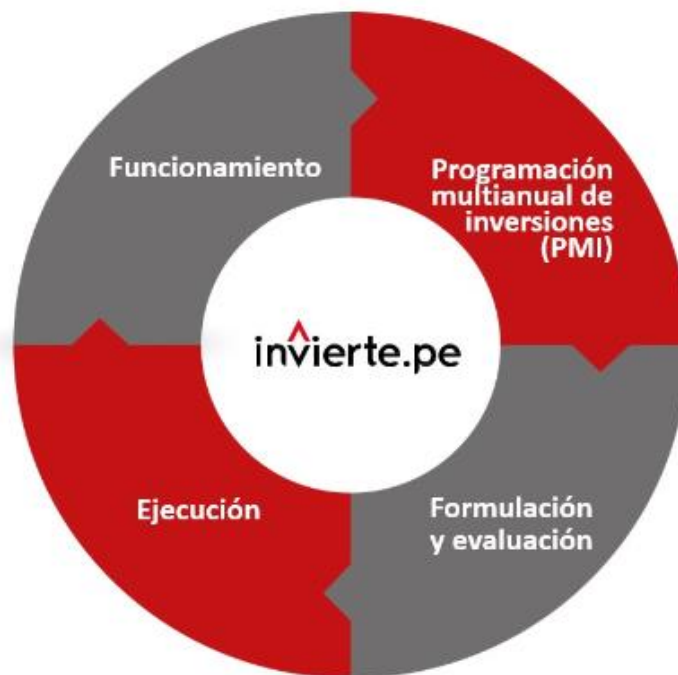 Funcionamiento
Programación
multianual de
inversiones
(PMI)
invierte.pe
Ejecución
Formulación
y evaluación